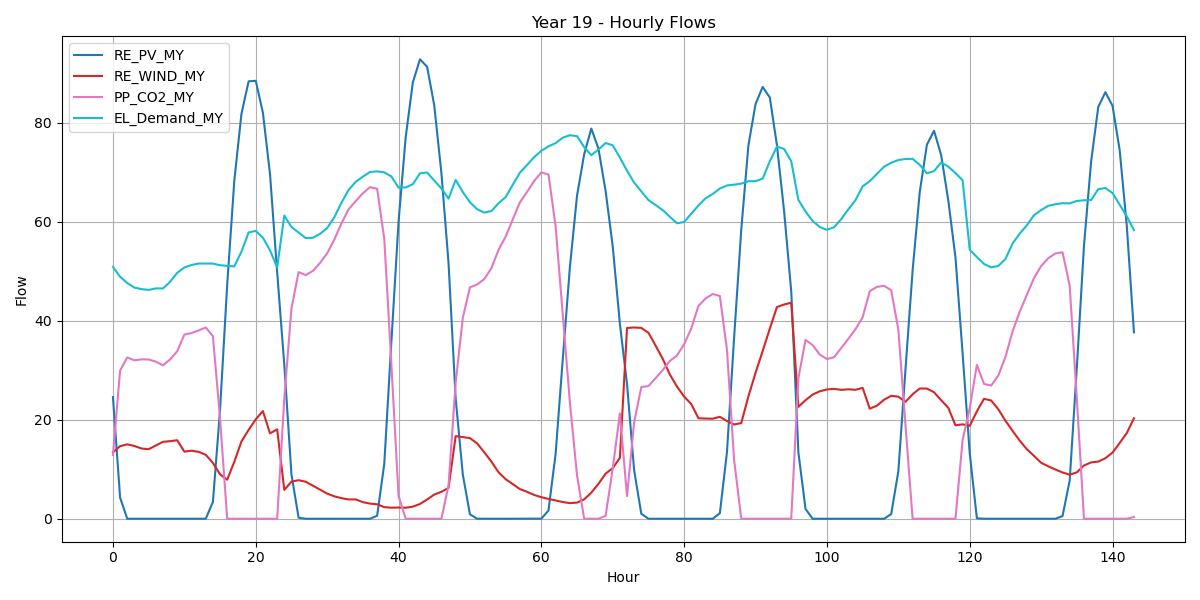 Year 19 - Hourly Flows
RE_PV_MY
RE_WIND_MY
PP_CO2_MY
EL_Demand_MY
Flow
80
60
40
20
0
0 20 40 60 80 100 120 140
Hour